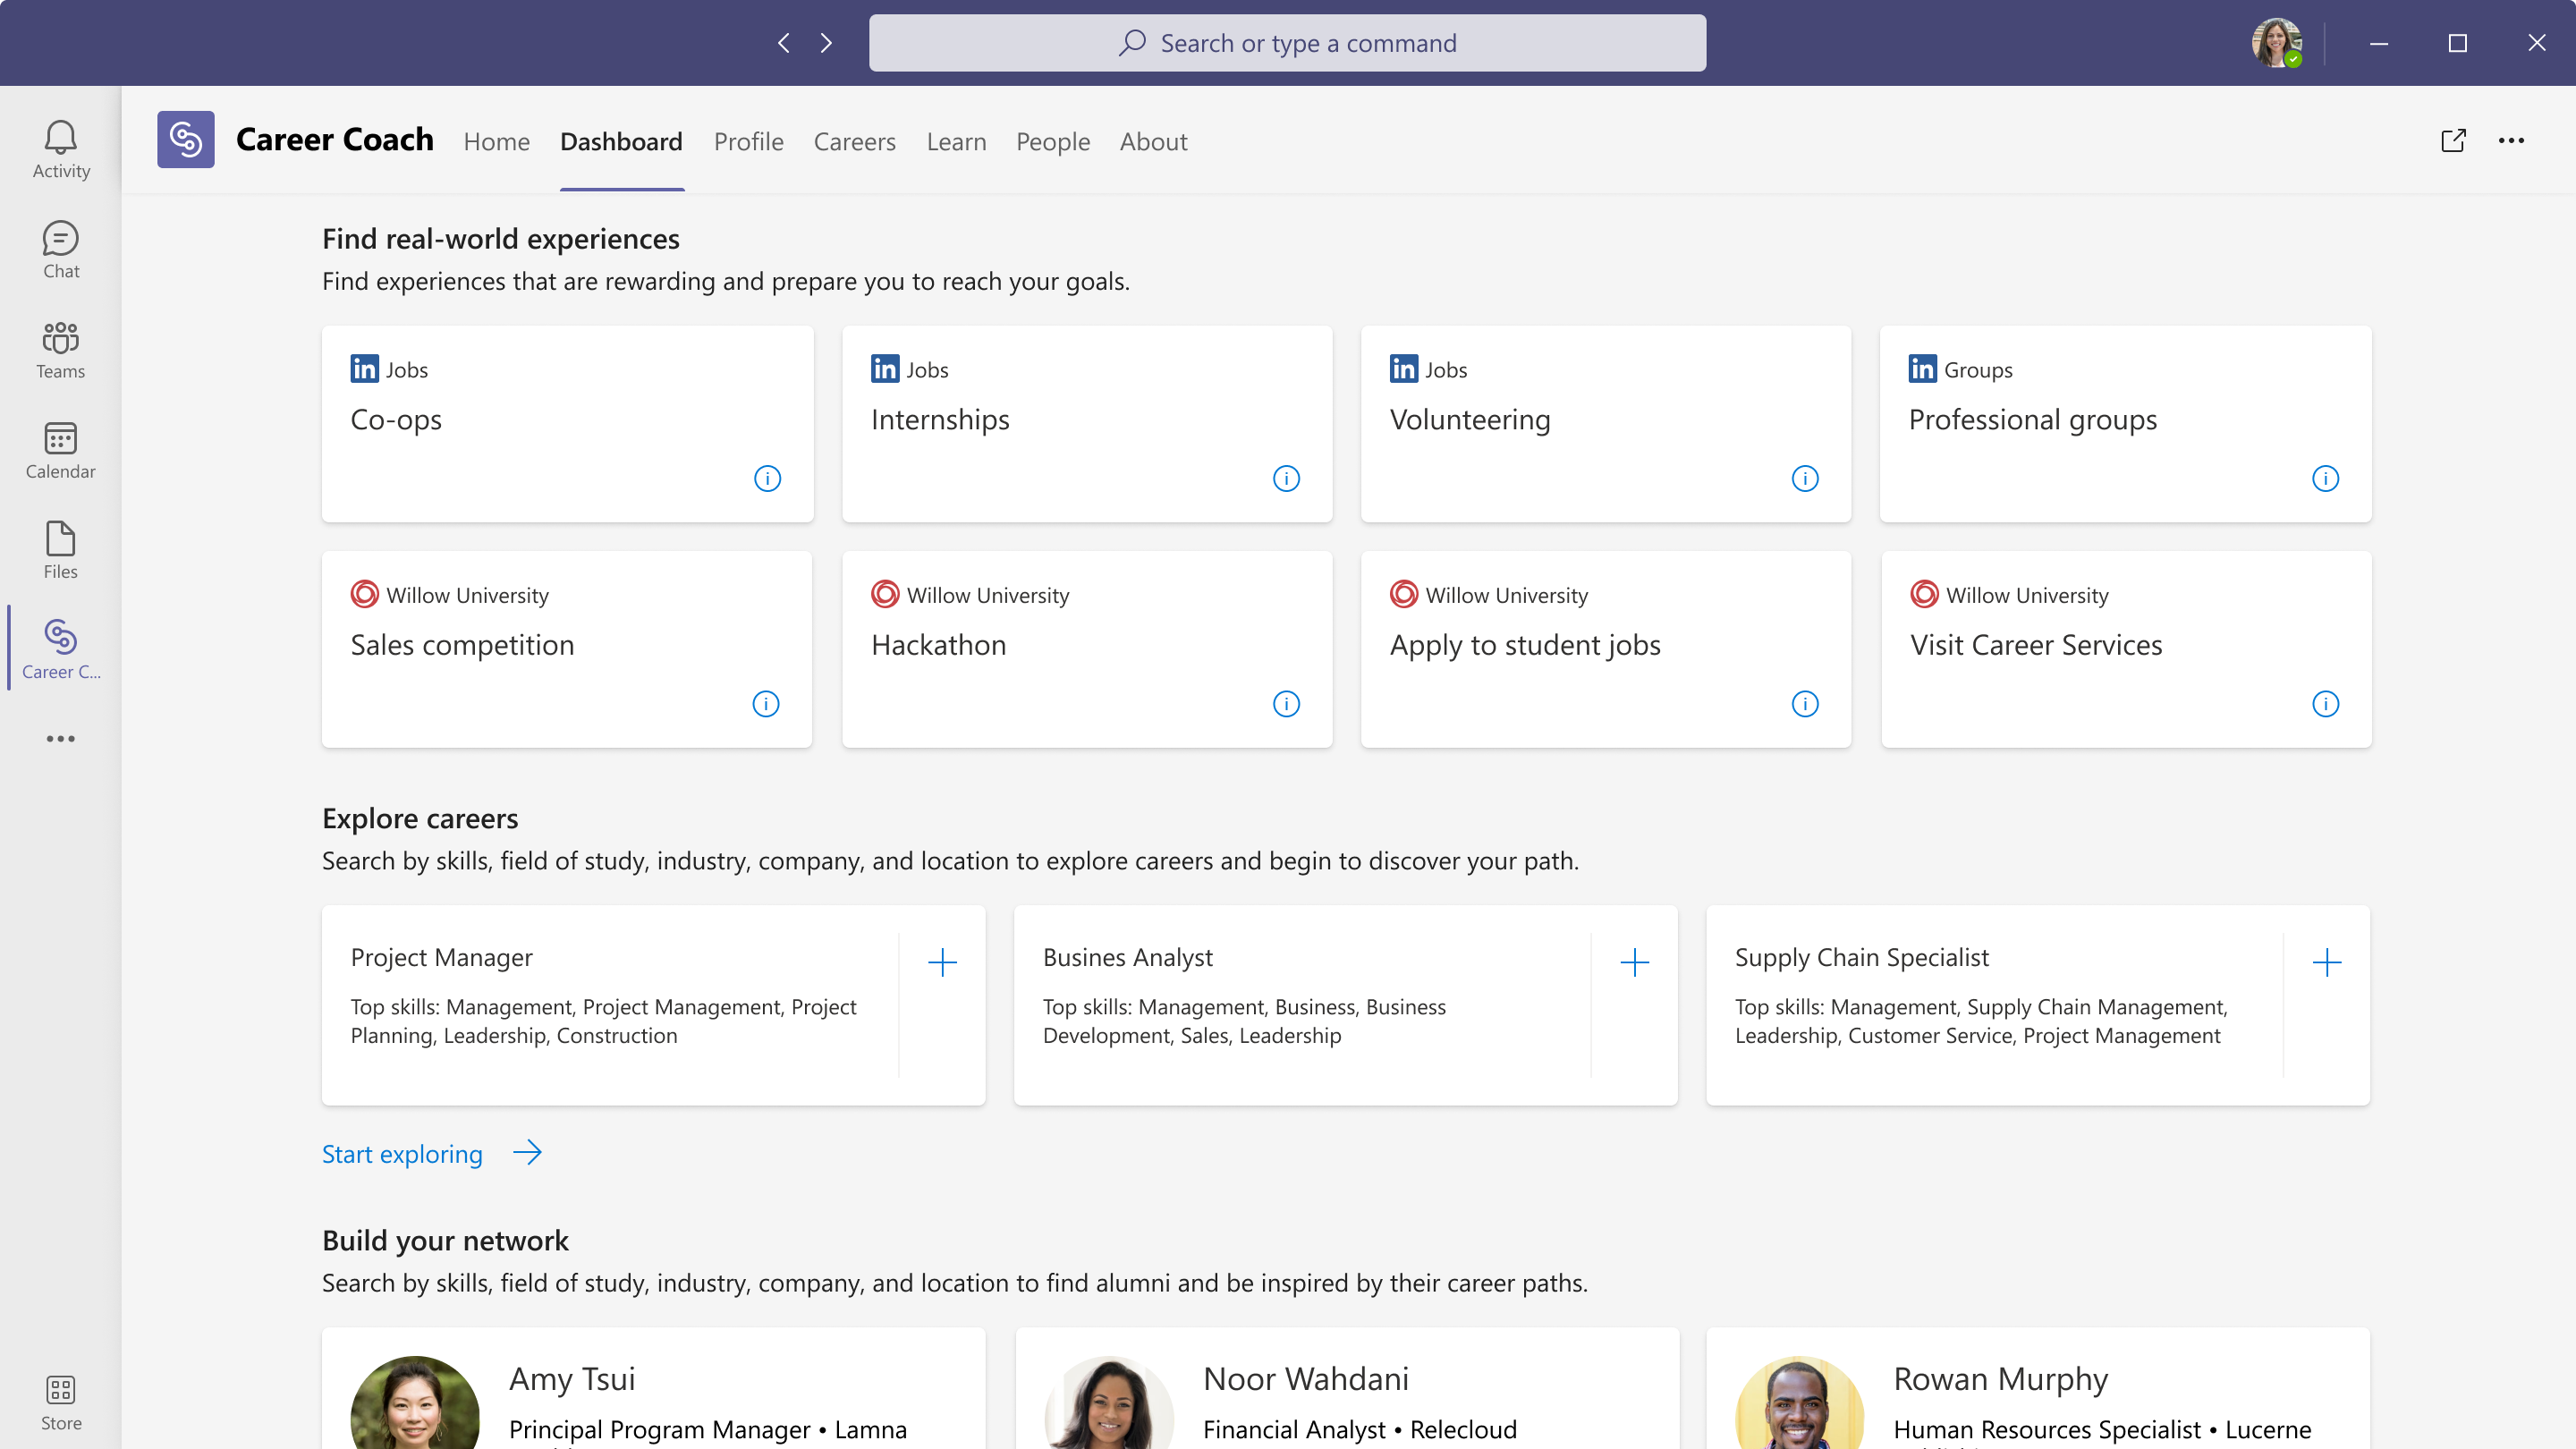 Search or type a command
Career Coach
Home
Dashboard
Profile
Careers
Learn
People
About
Activity
Chat
Teams
Calendar
Files
Career C...
Store
Find real-world experiences
Find experiences that are rewarding and prepare you to reach your goals.
in Jobs
Co-ops
in Jobs
Internships
in Jobs
Volunteering
in Groups
Professional groups
Willow University
Sales competition
Willow University
Hackathon
Willow University
Apply to student jobs
Willow University
Visit Career Services
Explore careers
Search by skills, field of study, industry, company, and location to explore careers and begin to discover your path.
Project Manager
Top skills: Management, Project Management, Project
Planning, Leadership, Construction
Busines Analyst
Top skills: Management, Business, Business
Development, Sales, Leadership
Supply Chain Specialist
Top skills: Management, Supply Chain Management,
Leadership, Customer Service, Project Management
Start exploring
Build your network
Search by skills, field of study, industry, company, and location to find alumni and be inspired by their career paths.
Amy Tsui
Principal Program Manager • Lamna
Noor Wahdani
Financial Analyst • Relecloud
Rowan Murphy
Human Resources Specialist • Lucerne